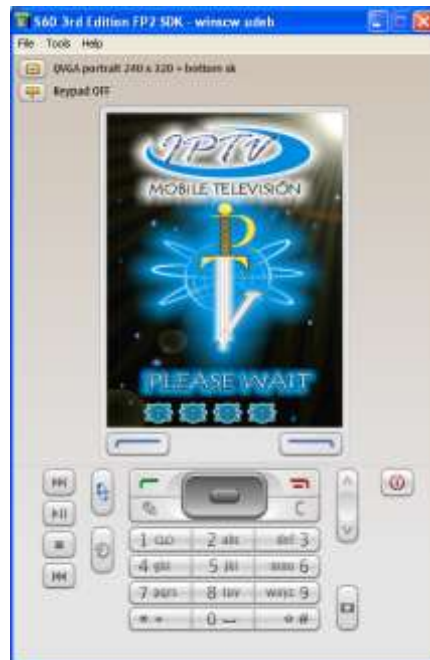 S60 3rd Edition FP2 SDK - winscw udeb
File Tools Help
QVGA portrait 240 x 320 - bottom sk
Keypad OFF
IPTV
MOBILE TELEVISIÓN
P
TV
PLEASE WAIT
C
1 2 abc def 3
4 ghi 5 jkl mno 6
7 pqrs 8 tuv wxyz 9
* + 0 #